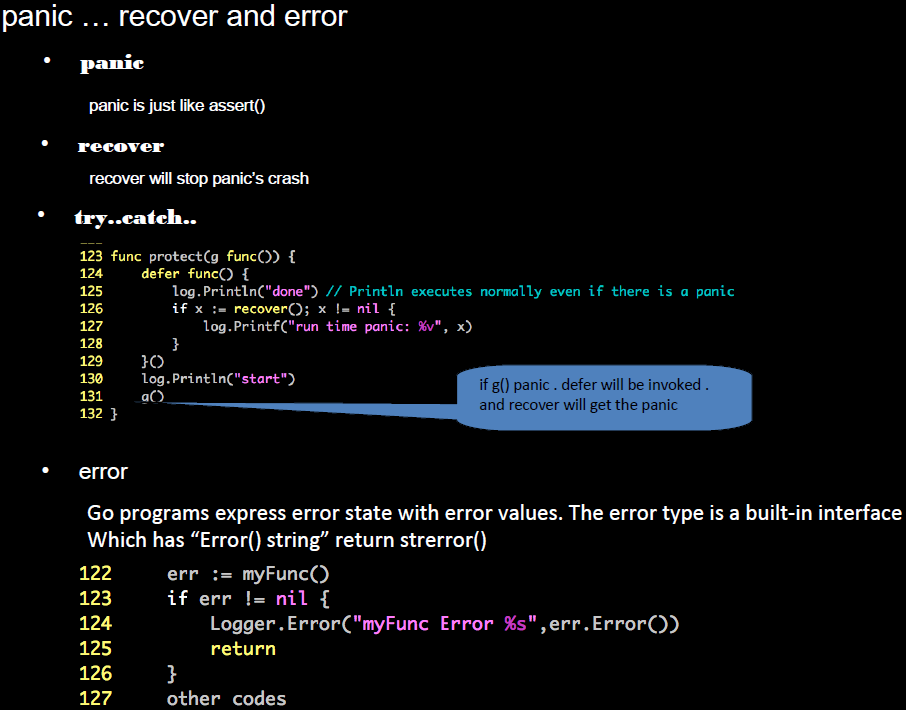 panic … recover and error
• panic
panic is just like assert()
• recover
recover will stop panic's crash
• try..catch..
123 func protect(g func()) {
124     defer func() {
125         log.Println("done") // Println executes normally even if there is a panic
126         if x := recover(); x != nil {
127             log.Printf("run time panic: %v", x)
128         }
129     }()
130     log.Println("start")
131     g()
132 }
if g() panic . defer will be invoked .
and recover will get the panic
• error
Go programs express error state with error values. The error type is a built-in interface
Which has “Error() string” return strerror()
122     err := myFunc()
123     if err != nil {
124         Logger.Error("myFunc Error %s",err.Error())
125         return
126     }
127     other codes